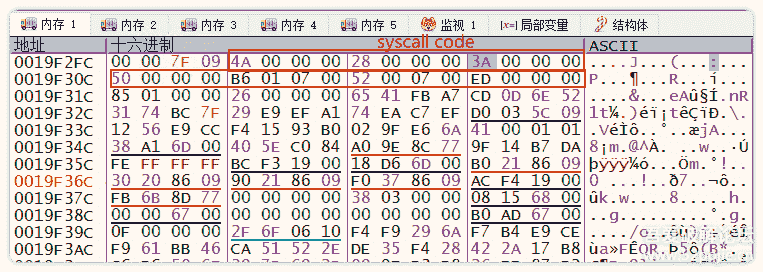 内存 1 内存 2 内存 3 内存 4 内存 5 监视 1 [x=] 局部变量 结构体
地址 十六进制 syscall code ASCII
0019F2FC 00 00 7F 09 4A 00 00 00 28 00 00 00 3A 00 00 00 ....J...(...:...
0019F30C 50 00 00 00 B6 01 07 00 52 00 07 00 ED 00 00 00 P...¶...R...í...
0019F31C 85 01 00 00 26 00 00 00 65 41 FB A7 CD 0D 6E 52 ....&...eAû§Í.nR
0019F32C 31 74 BC 7F 29 E9 EF A1 74 EA C7 EF D0 03 5C 09 1t¼.)éï¡têÇïÐ.\.
0019F33C 12 56 E9 CC F4 15 93 B0 02 9F E6 6A 41 00 01 01
0019F34C 38 A1 6D 00 40 5E C0 84 A0 9E 8C 77 9F 14 B7 DA
0019F35C FE FF FF FF BC F3 19 00 18 D6 6D 00 B0 21 86 09
0019F36C 30 20 86 09 90 21 86 09 F0 37 86 09 AC F4 19 00
0019F37C FB 6B 8D 77 00 00 00 00 38 03 00 00 08 15 68 00
0019F38C 00 00 67 00 00 00 00 00 00 00 00 00 B0 AD 67 00
0019F39C 0F 00 00 00 2F 6F 06 10 F4 F9 29 6A F7 B4 E9 CE
0019F3AC F9 61 BB 46 CA 51 52 2E DE 35 F4 28 42 2A 17 B8